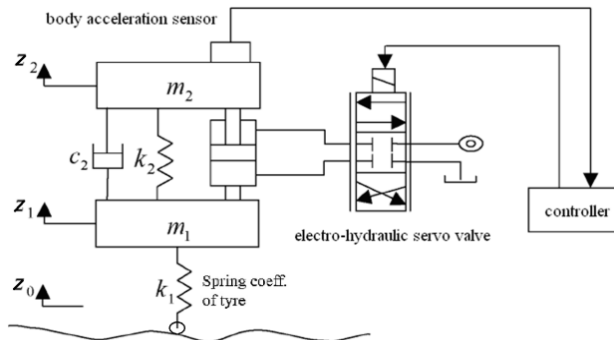 body acceleration sensor
z₂
m₂
c₂
k₂
z₁
m₁
electro-hydraulic servo valve
controller
z₀
k₁
Spring coeff.
of tyre